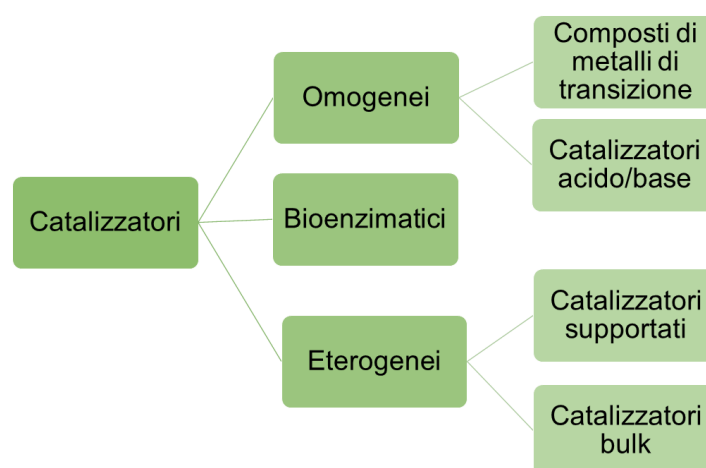 Catalizzatori
Omogenei
Composti di
metalli di
transizione
Catalizzatori
acido/base
Bioenzimatici
Eterogenei
Catalizzatori
supportati
Catalizzatori
bulk